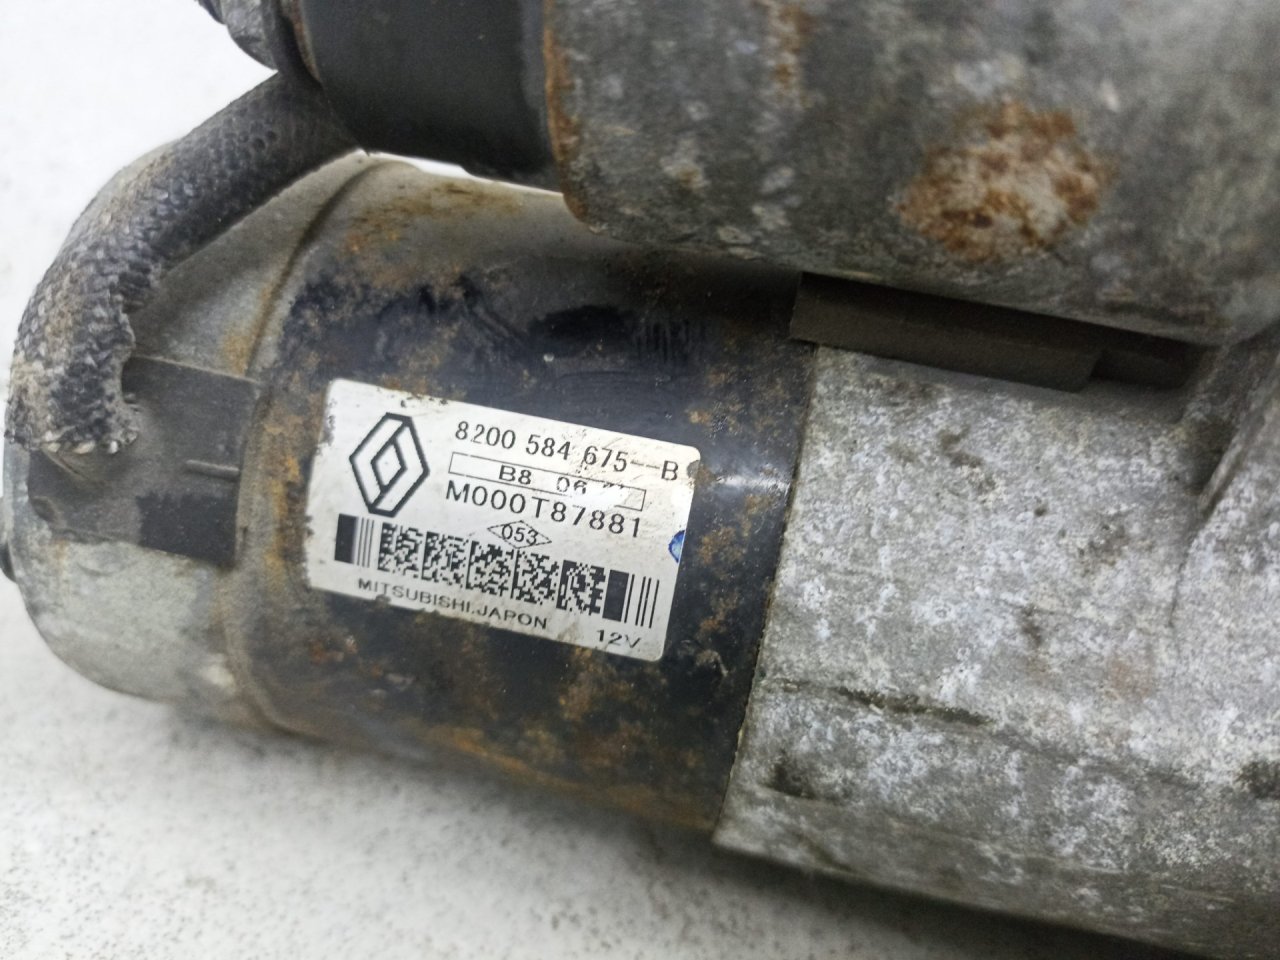 8200 584 675--B
B8 06
M000T87881
053
MITSUBISHI.JAPON
12V